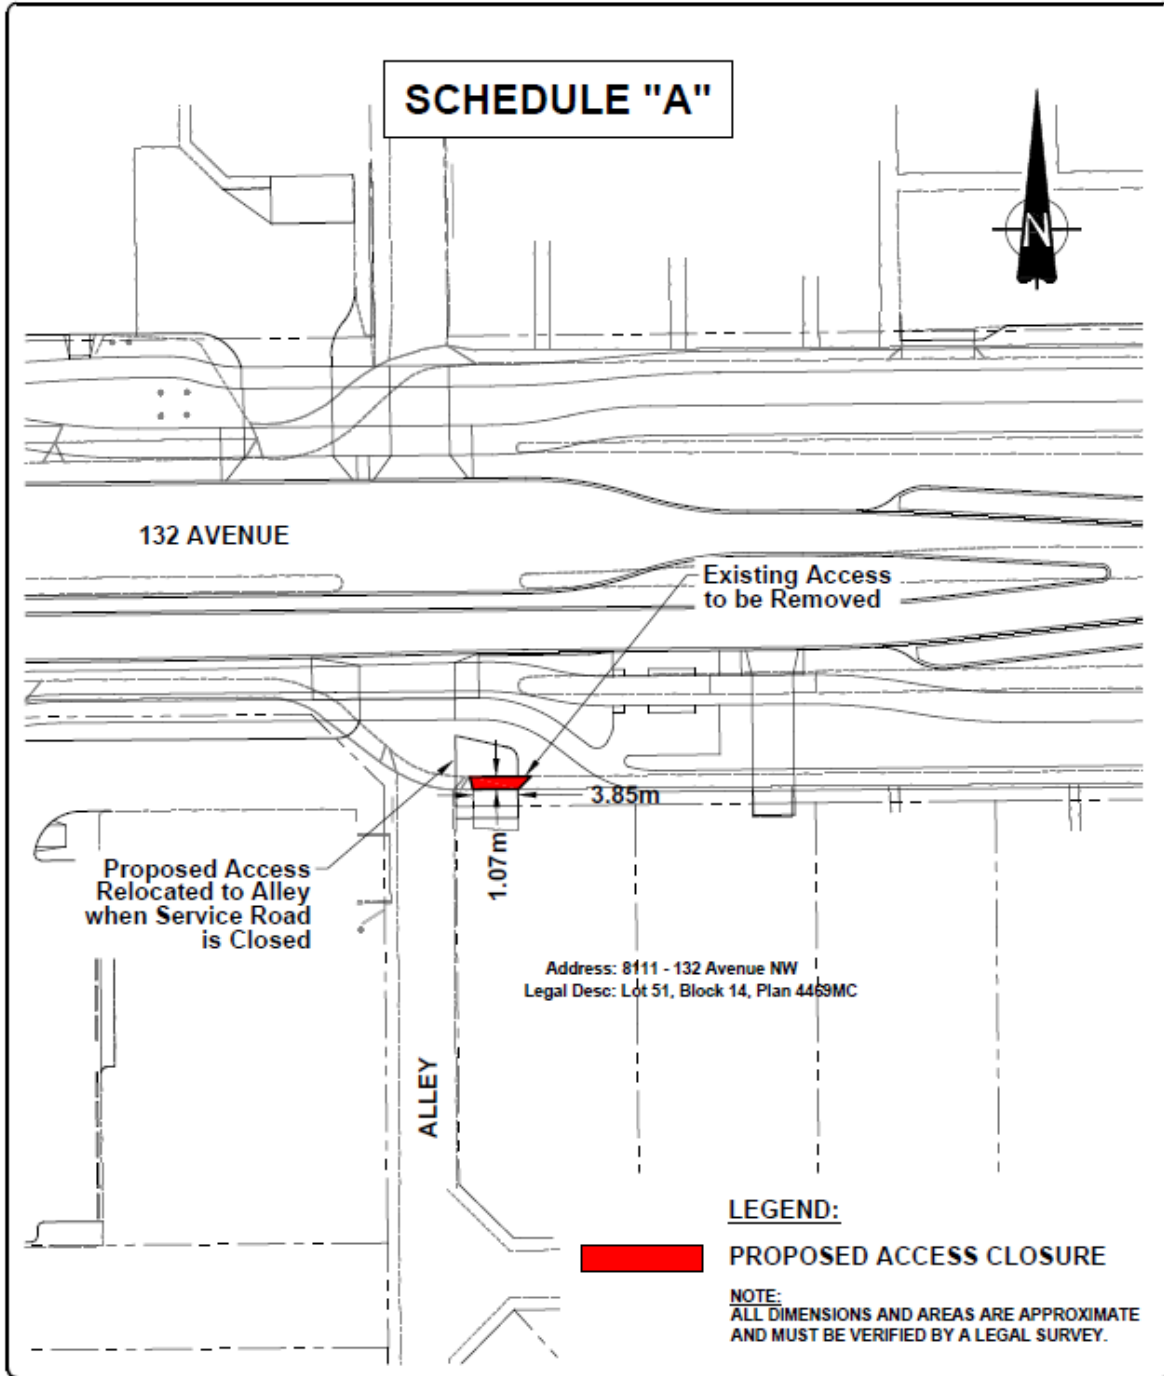 SCHEDULE "A"
N
132 AVENUE
Existing Access
to be Removed
3.85m
1.07m
Proposed Access
Relocated to Alley
when Service Road
is Closed
Address: 8111 - 132 Avenue NW
Legal Desc: Lot 51, Block 14, Plan 4469MC
ALLEY
LEGEND:
PROPOSED ACCESS CLOSURE
NOTE:
ALL DIMENSIONS AND AREAS ARE APPROXIMATE
AND MUST BE VERIFIED BY A LEGAL SURVEY.